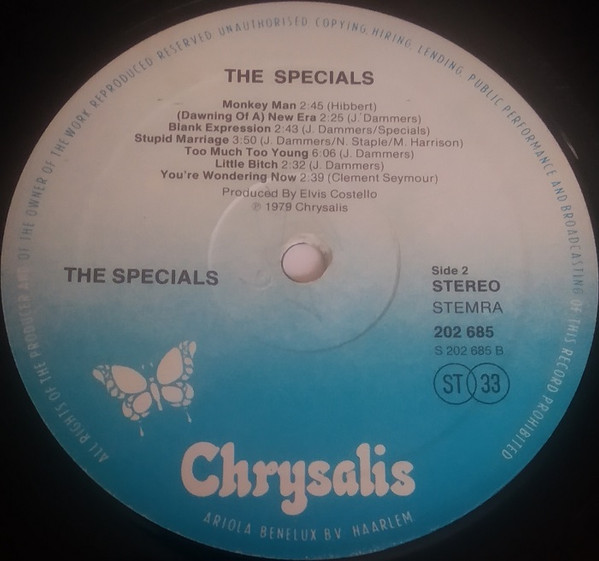 ALL RIGHTS OF THE PRODUCER AND OF THE OWNER OF THE WORK REPRODUCED RESERVED UNAUTHORISED COPYING, HIRING, LENDING, PUBLIC PERFORMANCE AND BROADCASTING OF THIS RECORD PROHIBITED
THE SPECIALS
Monkey Man 2:45 (Hibbert)
(Dawning Of A) New Era 2:25 (J. Dammers)
Blank Expression 2:43 (J. Dammers/Specials)
Stupid Marriage 3:50 (J. Dammers/N. Staple/M. Harrison)
Too Much Too Young 6:06 (J. Dammers)
Little Bitch 2:32 (J. Dammers)
You're Wondering Now 2:39 (Clement Seymour)
Produced By Elvis Costello
℗ 1979 Chrysalis
THE SPECIALS
Side 2
STEREO
STEMRA
202 685
S 202 685 B
ST 33
Chrysalis
ARIOLA BENELUX B.V. HAARLEM